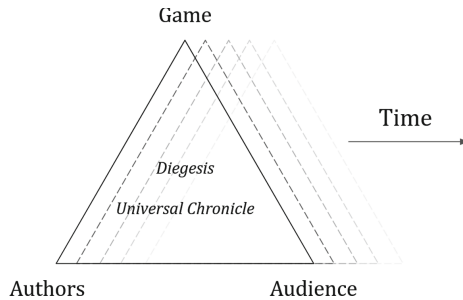 Game
Time
Diegesis
Universal Chronicle
Authors
Audience